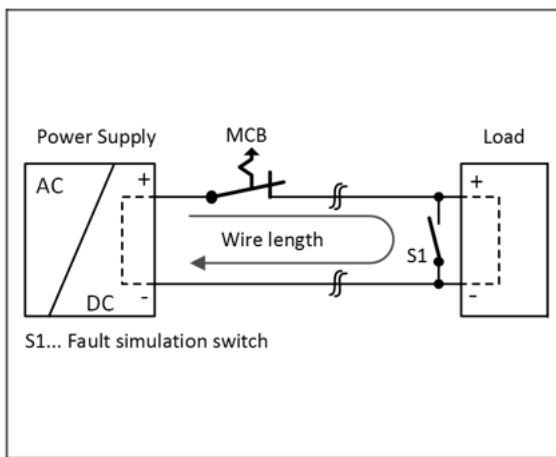 Power Supply
MCB
Load
AC
+
+
Wire length
S1
DC
-
-
S1... Fault simulation switch